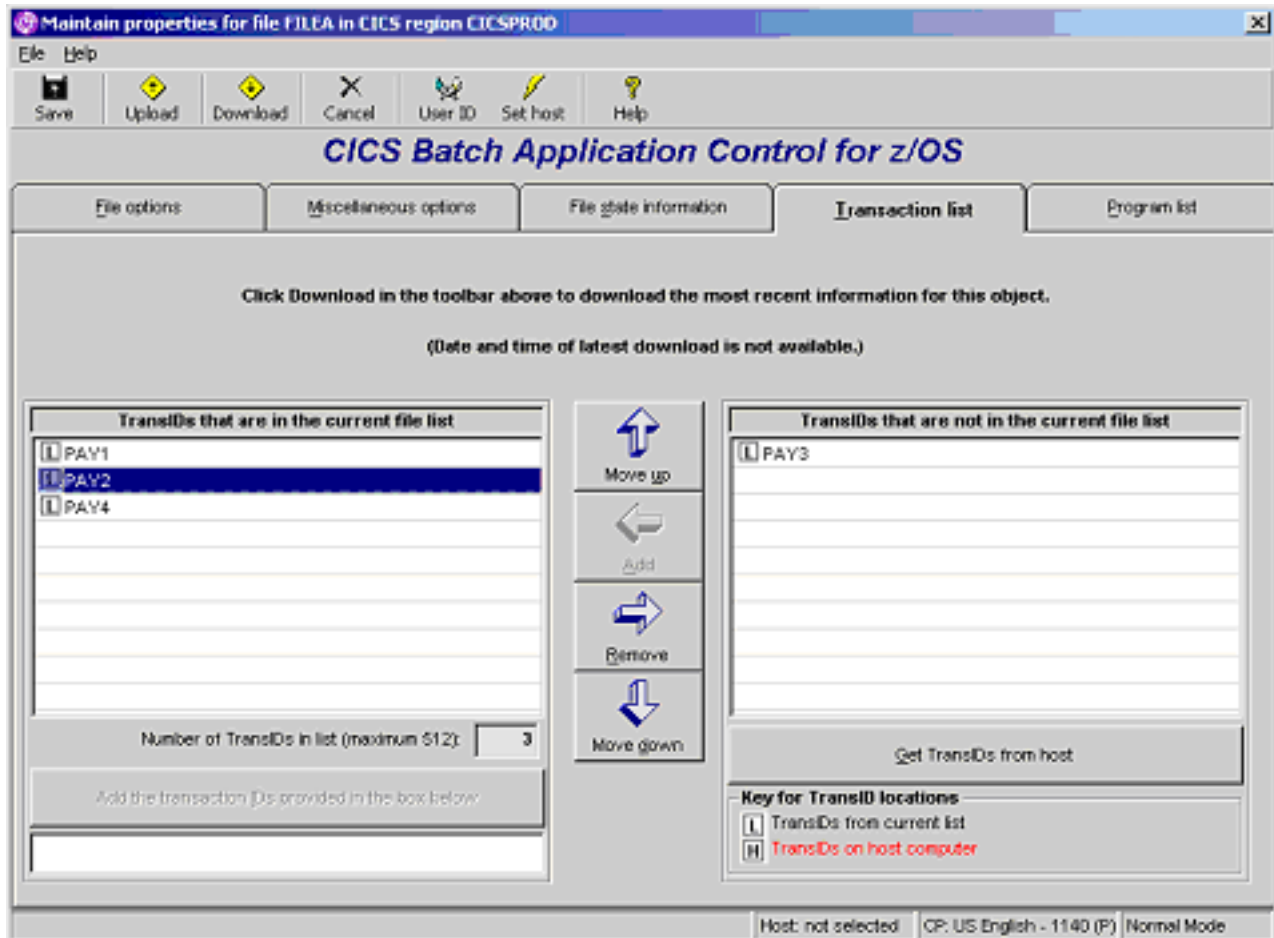 Maintain properties for file FILEA in CICS region CICSPROD
File Help
Save Upload Download Cancel User ID Set host Help
CICS Batch Application Control for z/OS
File options Miscellaneous options File state information Transaction list Program list
Click Download in the toolbar above to download the most recent information for this object.
(Date and time of latest download is not available.)
TransIDs that are in the current file list
PAY1
PAY2
PAY4
Number of TransIDs in list (maximum 512): 3
Add the transaction IDs provided in the box below
Move up
Add
Remove
Move down
TransIDs that are not in the current file list
PAY3
Get TransIDs from host
Key for TransID locations
L TransIDs from current list
H TransIDs on host computer
Host: not selected CP: US English - 1140 (P) Normal Mode